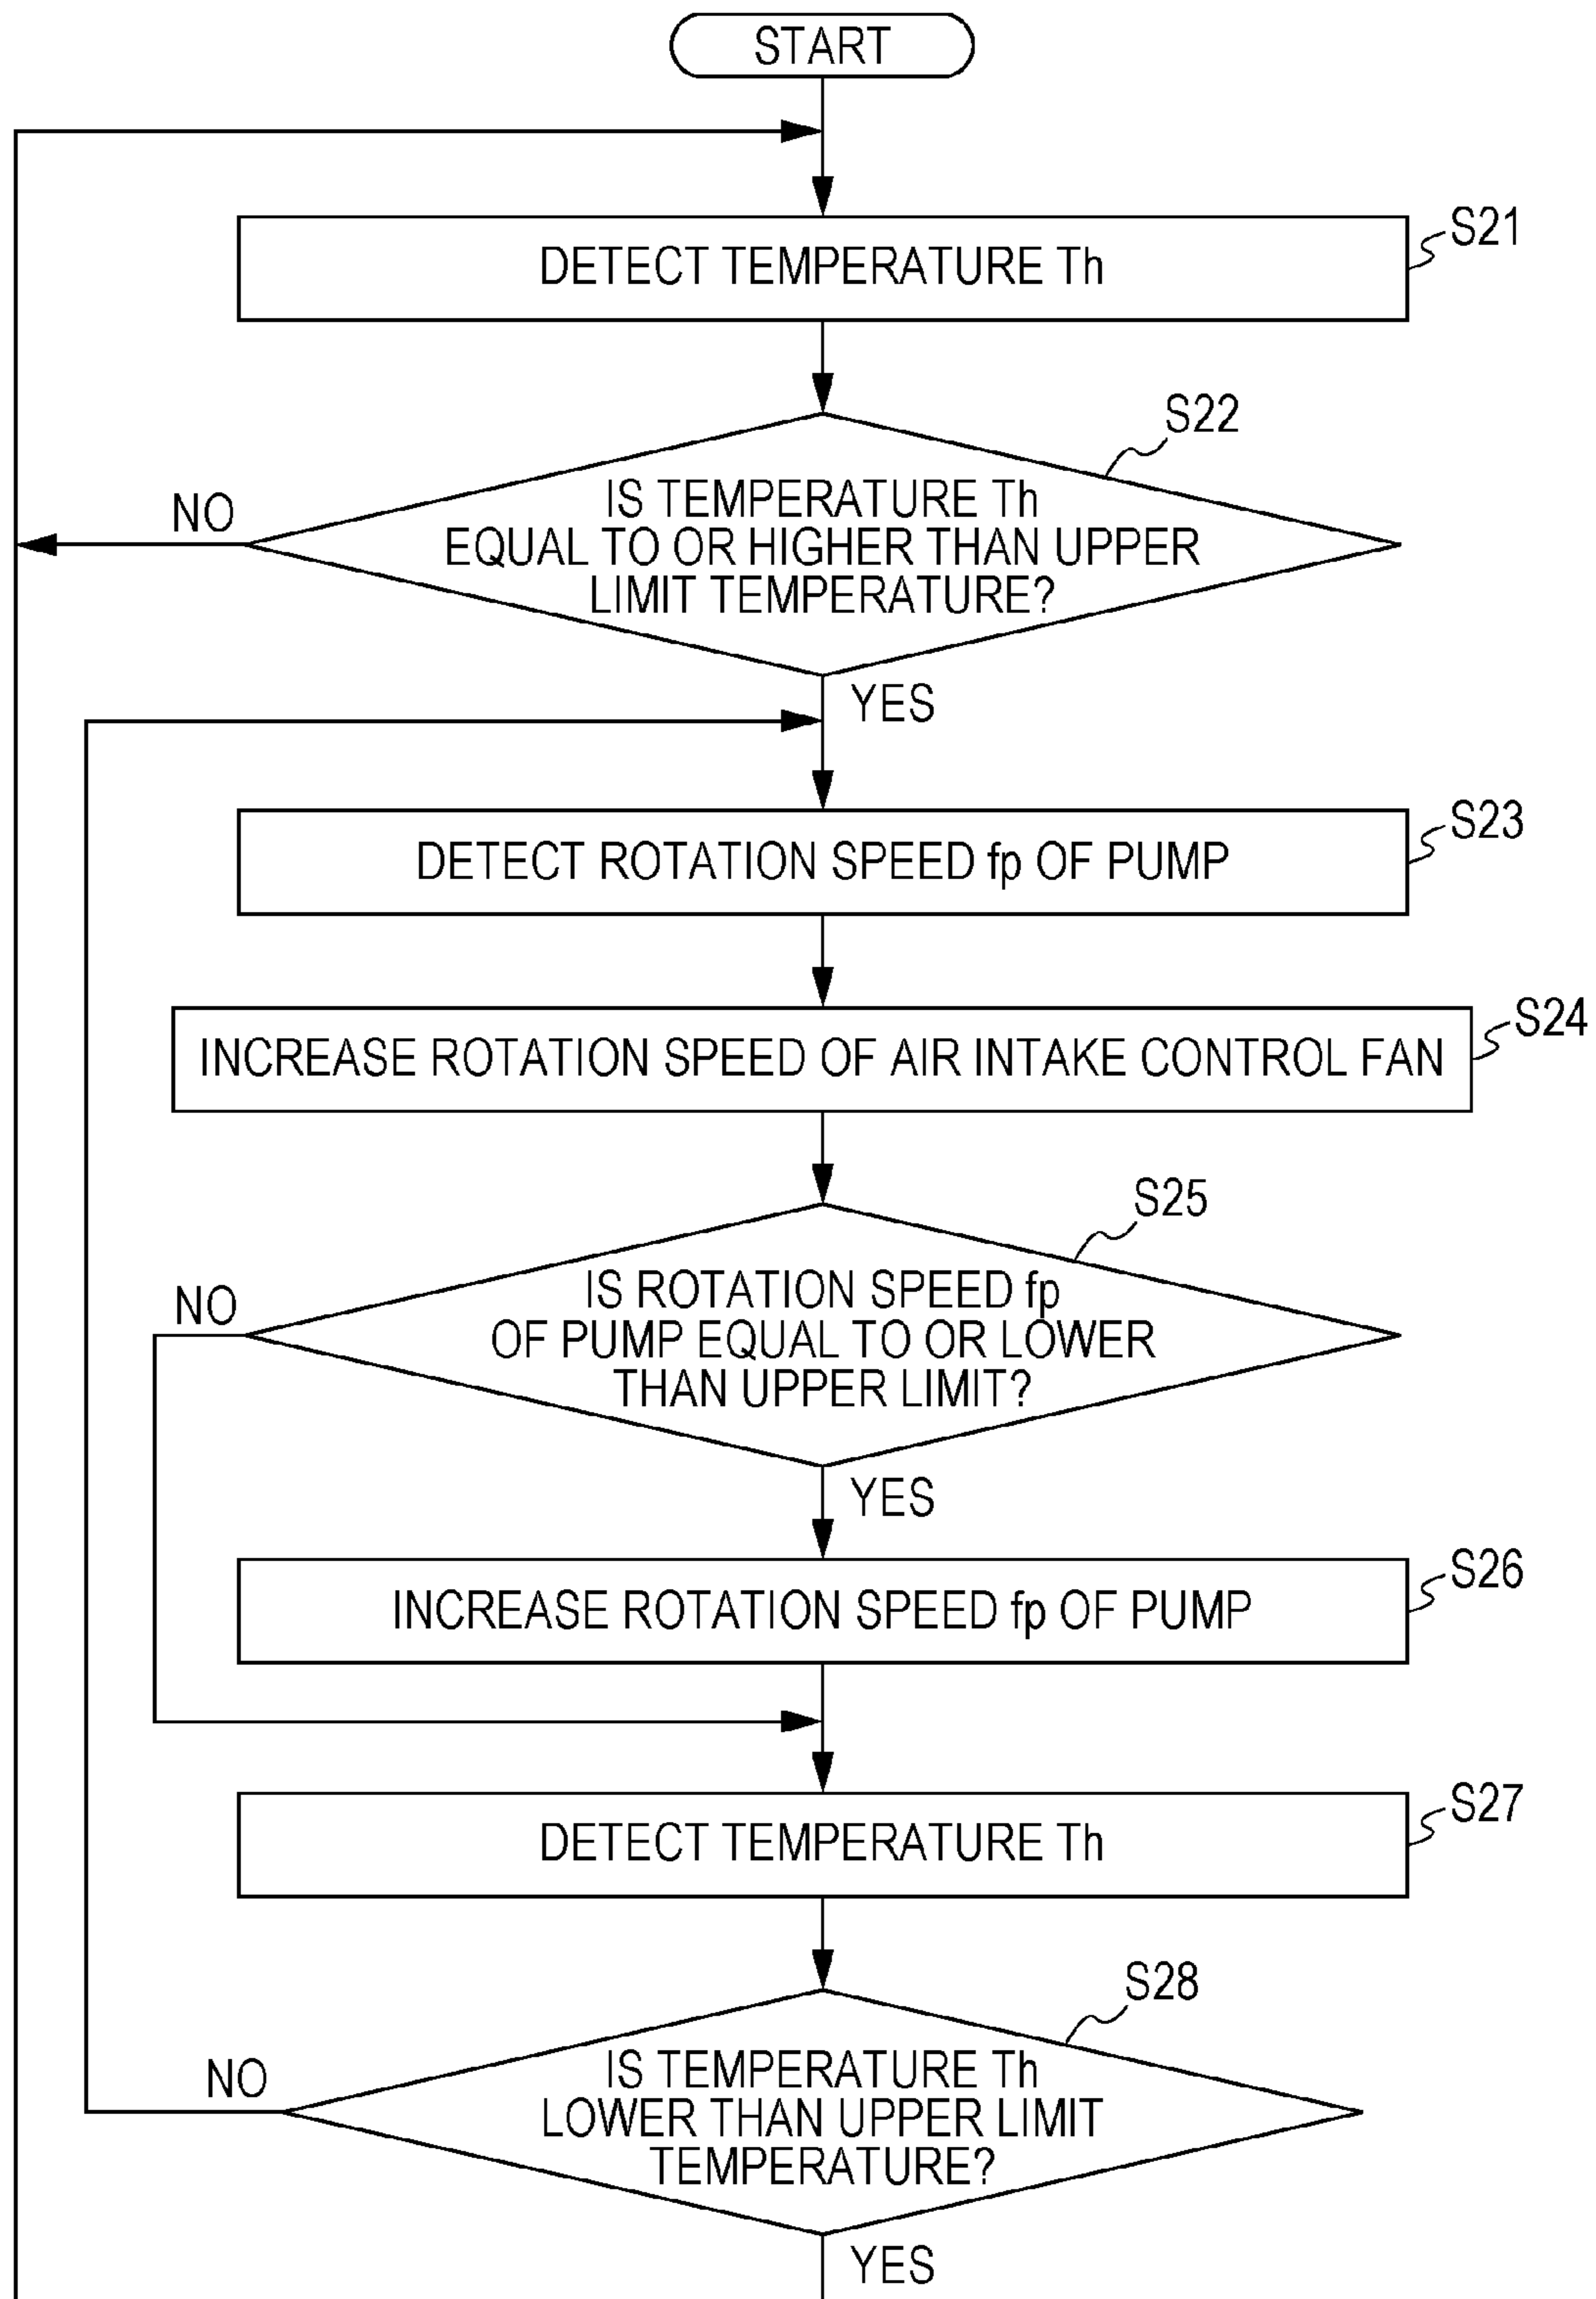 START
DETECT TEMPERATURE Th
S21
S22
NO
IS TEMPERATURE Th
EQUAL TO OR HIGHER THAN UPPER
LIMIT TEMPERATURE?
YES
DETECT ROTATION SPEED fp OF PUMP
S23
INCREASE ROTATION SPEED OF AIR INTAKE CONTROL FAN
S24
S25
NO
IS ROTATION SPEED fp
OF PUMP EQUAL TO OR LOWER
THAN UPPER LIMIT?
YES
INCREASE ROTATION SPEED fp OF PUMP
S26
DETECT TEMPERATURE Th
S27
S28
NO
IS TEMPERATURE Th
LOWER THAN UPPER LIMIT
TEMPERATURE?
YES